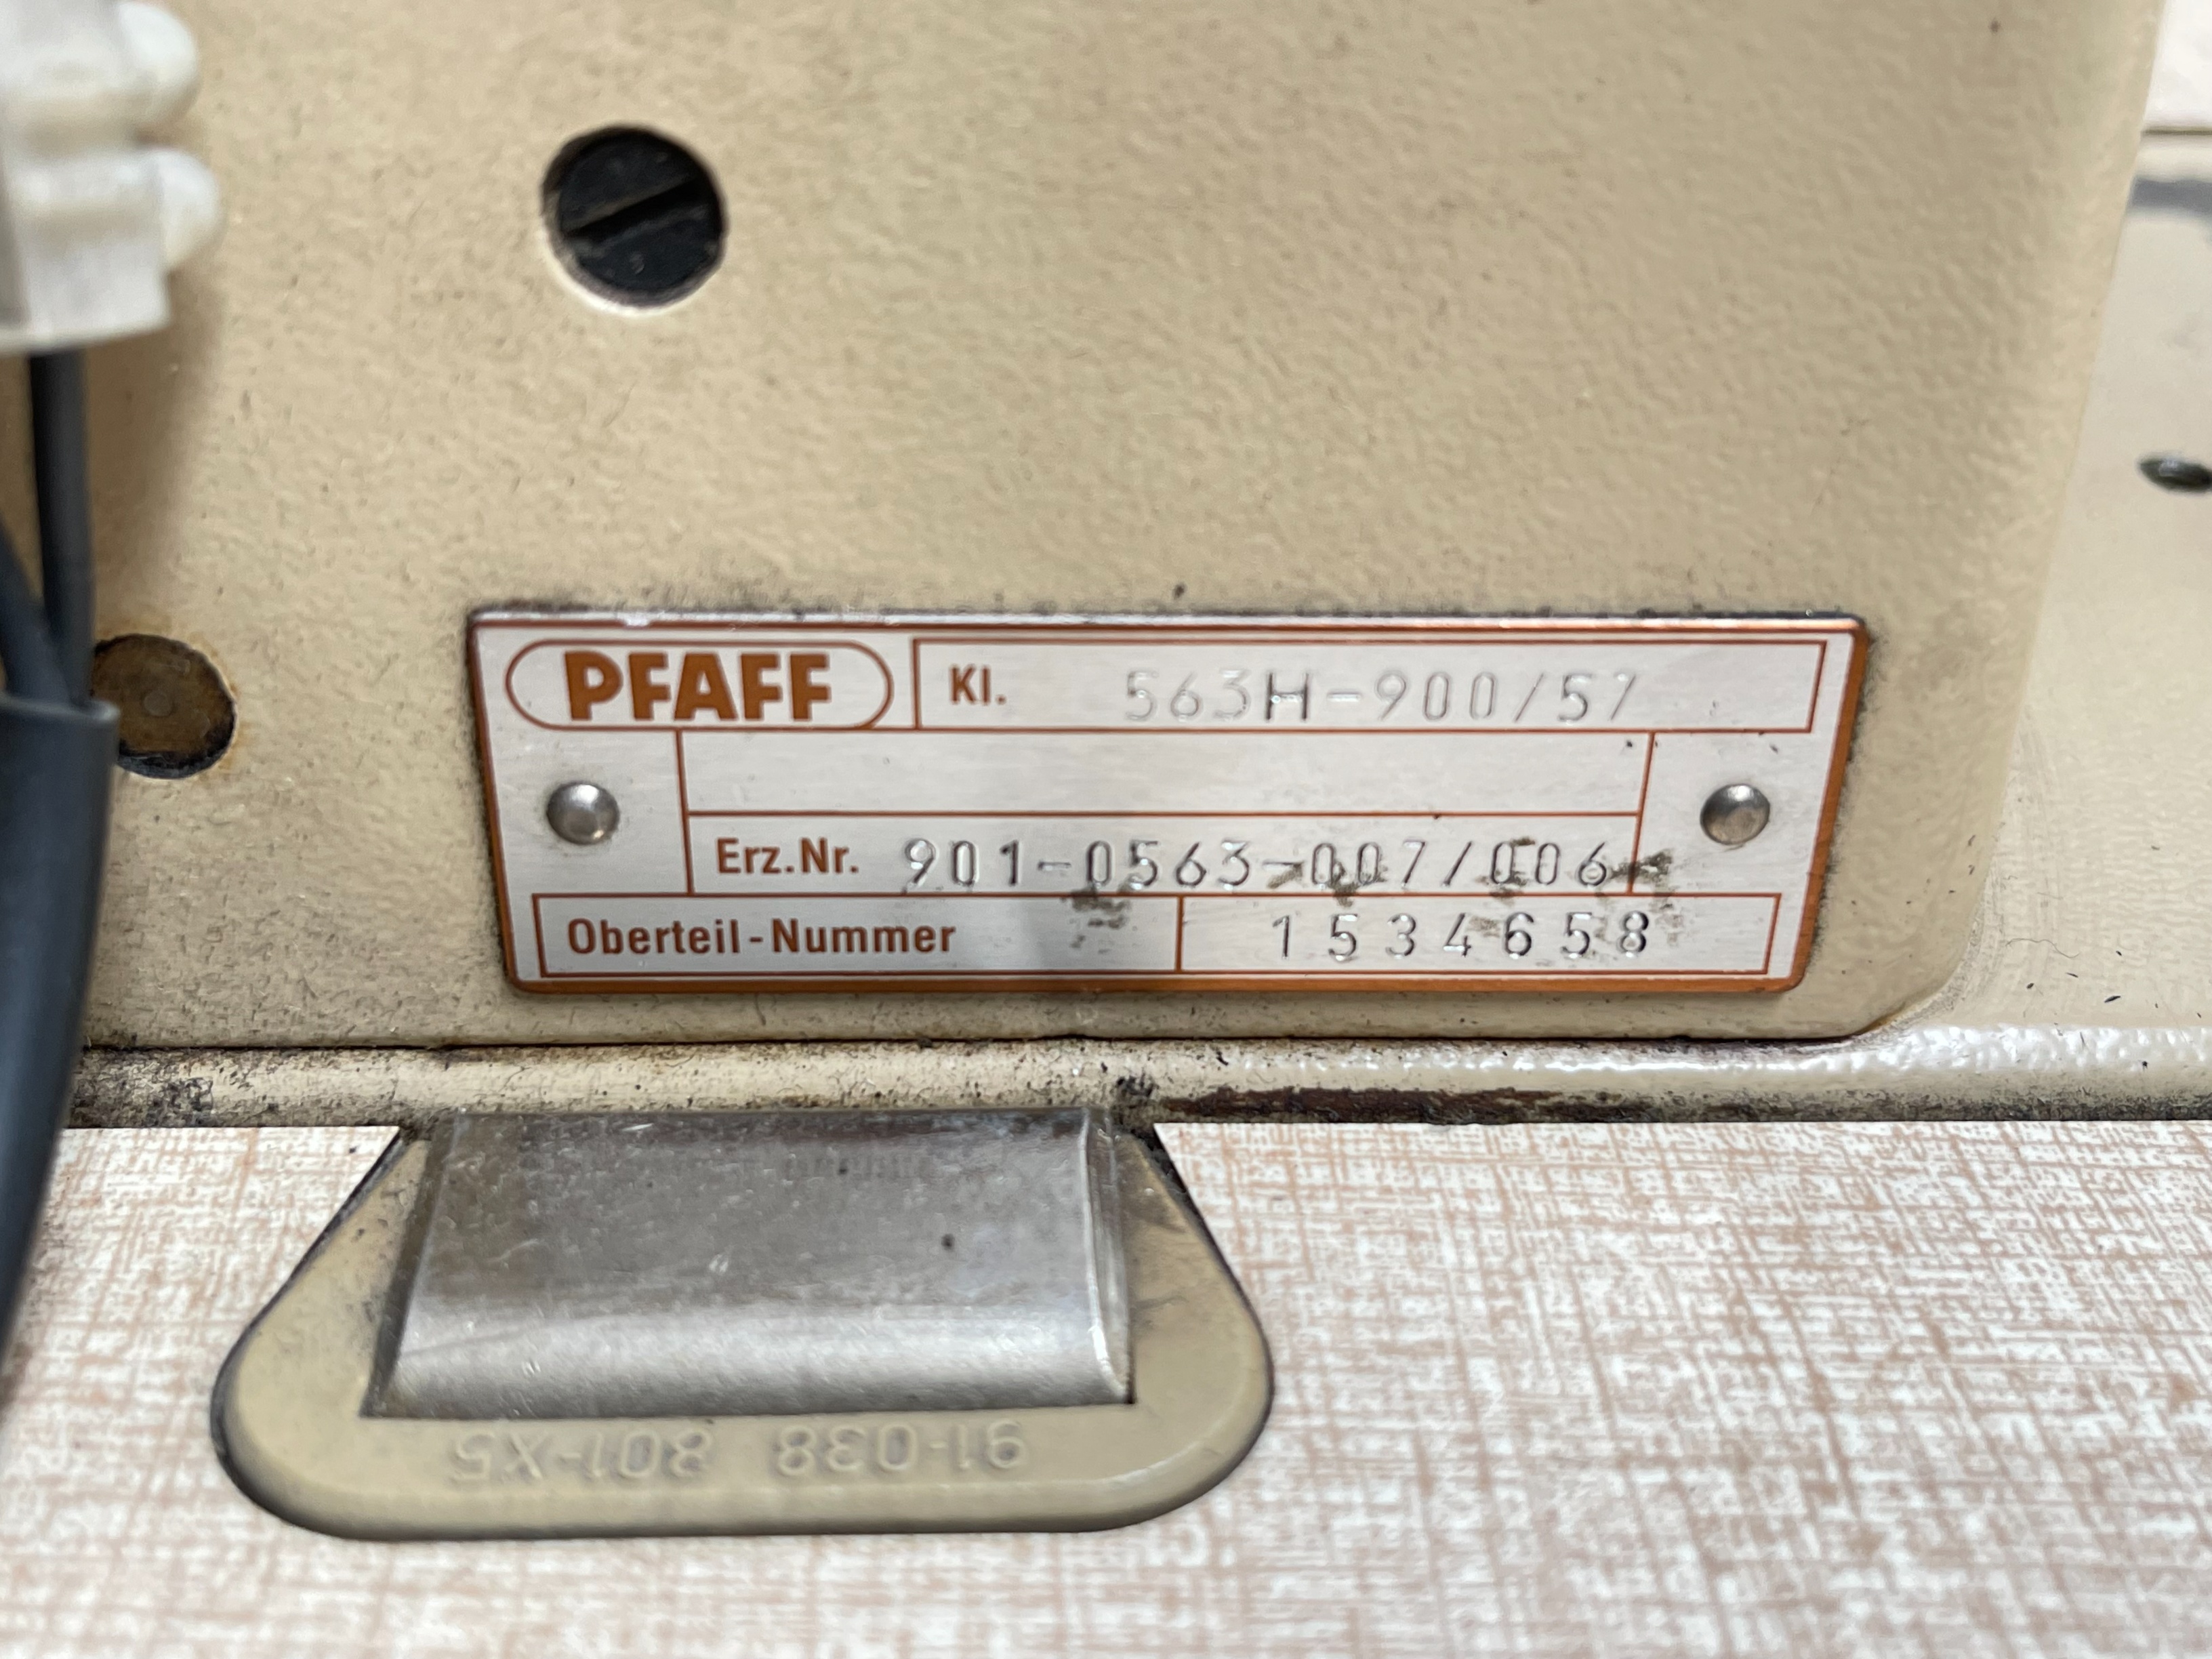 PFAFF Kl. 563H-900/57
Erz.Nr. 901-0563-007/006
Oberteil-Nummer 1534658
91-038 801-X5